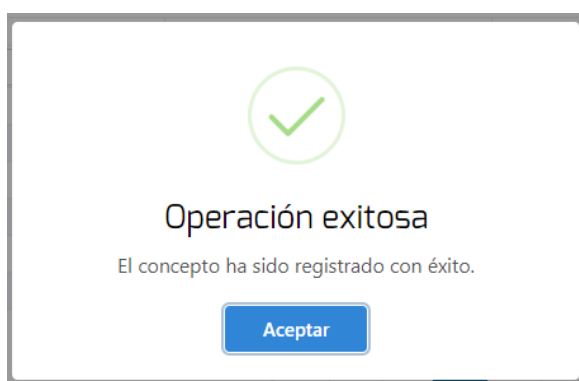 Operación exitosa
El concepto ha sido registrado con éxito.
Aceptar